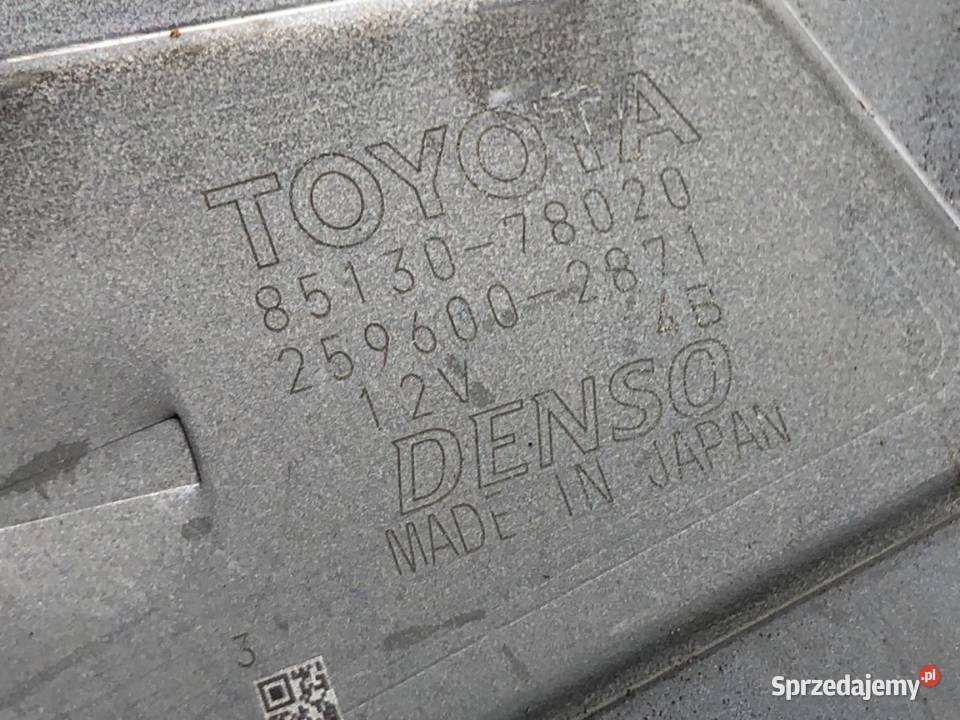 TOYOTA
85130-78020
259600-2871
12V 4B
DENSO
MADE IN JAPAN
3
Sprzedajemy.pl